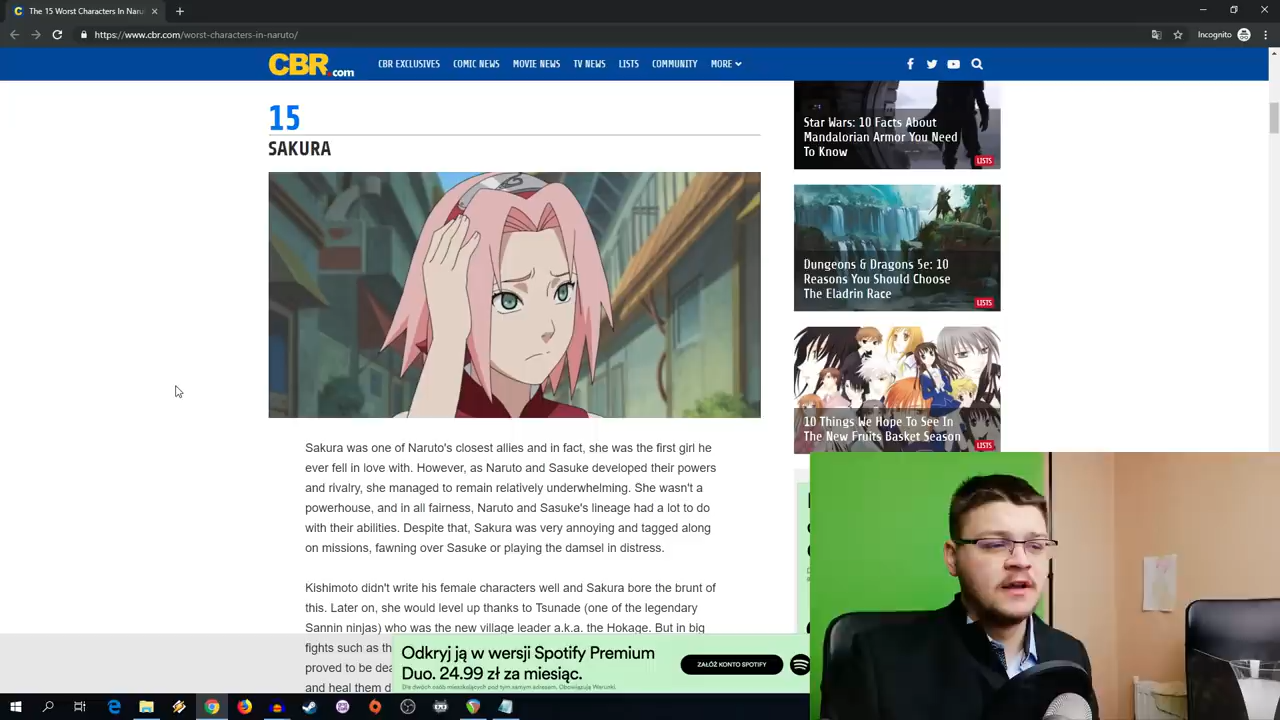 The 15 Worst Characters In Naru
https://www.cbr.com/worst-characters-in-naruto/
Incognito
CBR.com
CBR EXCLUSIVES
COMIC NEWS
MOVIE NEWS
TV NEWS
LISTS
COMMUNITY
MORE
15
SAKURA
Sakura was one of Naruto's closest allies and in fact, she was the first girl he
ever fell in love with. However, as Naruto and Sasuke developed their powers
and rivalry, she managed to remain relatively underwhelming. She wasn't a
powerhouse, and in all fairness, Naruto and Sasuke's lineage had a lot to do
with their abilities. Despite that, Sakura was very annoying and tagged along
on missions, fawning over Sasuke or playing the damsel in distress.
Kishimoto didn't write his female characters well and Sakura bore the brunt of
this. Later on, she would level up thanks to Tsunade (one of the legendary
Sannin ninjas) who was the new village leader a.k.a. the Hokage. But in big
fights such as th
proved to be dea
and heal them d
Star Wars: 10 Facts About
Mandalorian Armor You Need
To Know
LISTS
Dungeons & Dragons 5e: 10
Reasons You Should Choose
The Eladrin Race
LISTS
10 Things We Hope To See In
The New Fruits Basket Season
LISTS
Odkryj ją w wersji Spotify Premium
Duo. 24.99 zł za miesiąc.
Dla dwóch osób mieszkających pod tym samym adresem. Obowiązują Warunki.
ZAŁÓŻ KONTO SPOTIFY